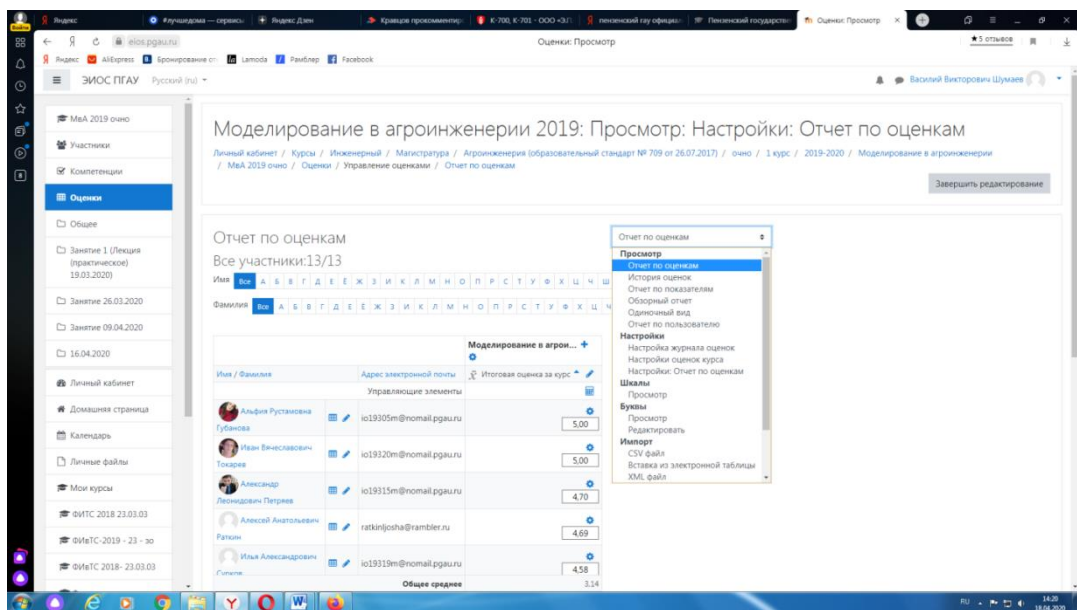 Яндекс
#лучшедома — сервисы
Яндекс Дзен
Кравцов прокомментир
К-700, К-701 - ООО «З.П.
пензенский гау официал
Пензенский государстве
Оценки: Просмотр
Войти
eios.pgau.ru
Оценки: Просмотр
★ 5 отзывов
Яндекс
AliExpress
Бронирование от
Lamoda
Рамблер
Facebook
ЭИОС ПГАУ
Русский (ru)
Василий Викторович Шумаев
МвА 2019 очно
Участники
Компетенции
Оценки
Общее
Занятие 1 (Лекция
(практическое)
19.03.2020)
Занятие 26.03.2020
Занятие 09.04.2020
16.04.2020
Личный кабинет
Домашняя страница
Календарь
Личные файлы
Мои курсы
ФИТС 2018 23.03.03
ФИвТС-2019 - 23 - зо
ФИвТС 2018- 23.03.03
Моделирование в агроинженерии 2019: Просмотр: Настройки: Отчет по оценкам
Личный кабинет / Курсы / Инженерный / Магистратура / Агроинженерия (образовательный стандарт № 709 от 26.07.2017) / очно / 1 курс / 2019-2020 / Моделирование в агроинженерии
/ МвА 2019 очно / Оценки / Управление оценками / Отчет по оценкам
Завершить редактирование
Отчет по оценкам
Все участники:13/13
Имя Все А Б В Г Д Е Ё Ж З И К Л М Н О П Р С Т У Ф Х Ц Ч Ш
Фамилия Все А Б В Г Д Е Ё Ж З И К Л М Н О П Р С Т У Ф Х Ц Ч
Моделирование в агрои...
Имя / Фамилия
Адрес электронной почты
Итоговая оценка за курс
Управляющие элементы
Альфия Рустамовна
Губанова
io19305m@nomail.pgau.ru
5,00
Иван Вячеславович
Токарев
io19320m@nomail.pgau.ru
5,00
Александр
Леонидович Петряев
io19315m@nomail.pgau.ru
4,70
Алексей Анатольевич
Раткин
ratkinljosha@rambler.ru
4,69
Илья Александрович
io19319m@nomail.pgau.ru
4,58
Общее среднее
3,14
Отчет по оценкам
Просмотр
Отчет по оценкам
История оценок
Отчет по показателям
Обзорный отчет
Одиночный вид
Отчет по пользователю
Настройки
Настройка журнала оценок
Настройки оценок курса
Настройки: Отчет по оценкам
Шкалы
Просмотр
Буквы
Просмотр
Редактировать
Импорт
CSV файл
Вставка из электронной таблицы
XML файл
RU
14:20
18.04.2020